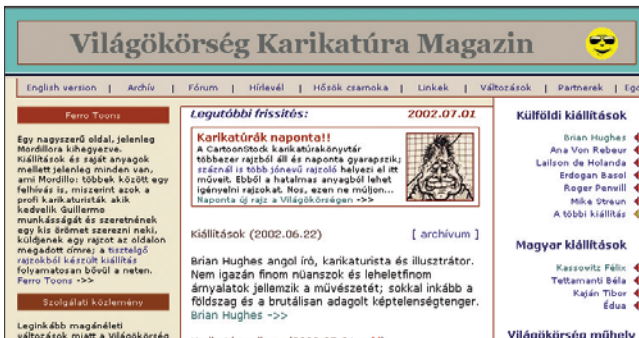 Világökörség Karikatúra Magazin
English version | Archív | Fórum | Hírlevél | Hősök csarnoka | Linkek | Változások | Partnerek | Ego
Ferro Toons
Egy nagyszerű oldal, jelenleg
Mordillora kihegyezve.
Kiállítások és saját anyagok
mellett jelenleg minden van,
ami Mordillo: többek között egy
felhívás is, miszerint azok a
profi karikaturisták akik
kedvelik Guillermo
munkásságát és szeretnének
egy kis örömet szerezni neki,
küldjenek egy rajzot az oldalon
megadott címre; a tisztelgő
rajzokból készült kiállítás
folyamatosan bővül a neten.
Ferro Toons ->>
Szolgálati közlemény
Leginkább magánéleti
változások miatt a Világökörség
Legutóbbi frissítés: 2002.07.01
Karikatúrák naponta!!
A CartoonStock karikatúrakönyvtár
többezer rajzból áll és naponta gyarapszik;
száznál is több jónevű rajzoló helyezi el itt
műveit. Ebből a hatalmas anyagból lehet
igényelni rajzokat. Nos, ezen ne múljon...
Naponta új rajz a Világökörségen ->>
Kiállítások (2002.06.22) [ archívum ]
Brian Hughes angol író, karikaturista és illusztrátor.
Nem igazán finom nüanszok és leheletfinom
árnyalatok jellemzik a művészetét; sokkal inkább a
földszag és a brutálisan adagolt képtelenségtenger.
Brian Hughes ->>
Külföldi kiállítások
Brian Hughes
Ana Von Rebeur
Lailson de Holanda
Erdogan Basol
Roger Penwill
Mike Streun
A többi kiállítás
Magyar kiállítások
Kassowitz Félix
Tettamanti Béla
Kaján Tibor
Édua
Világökörség műhely